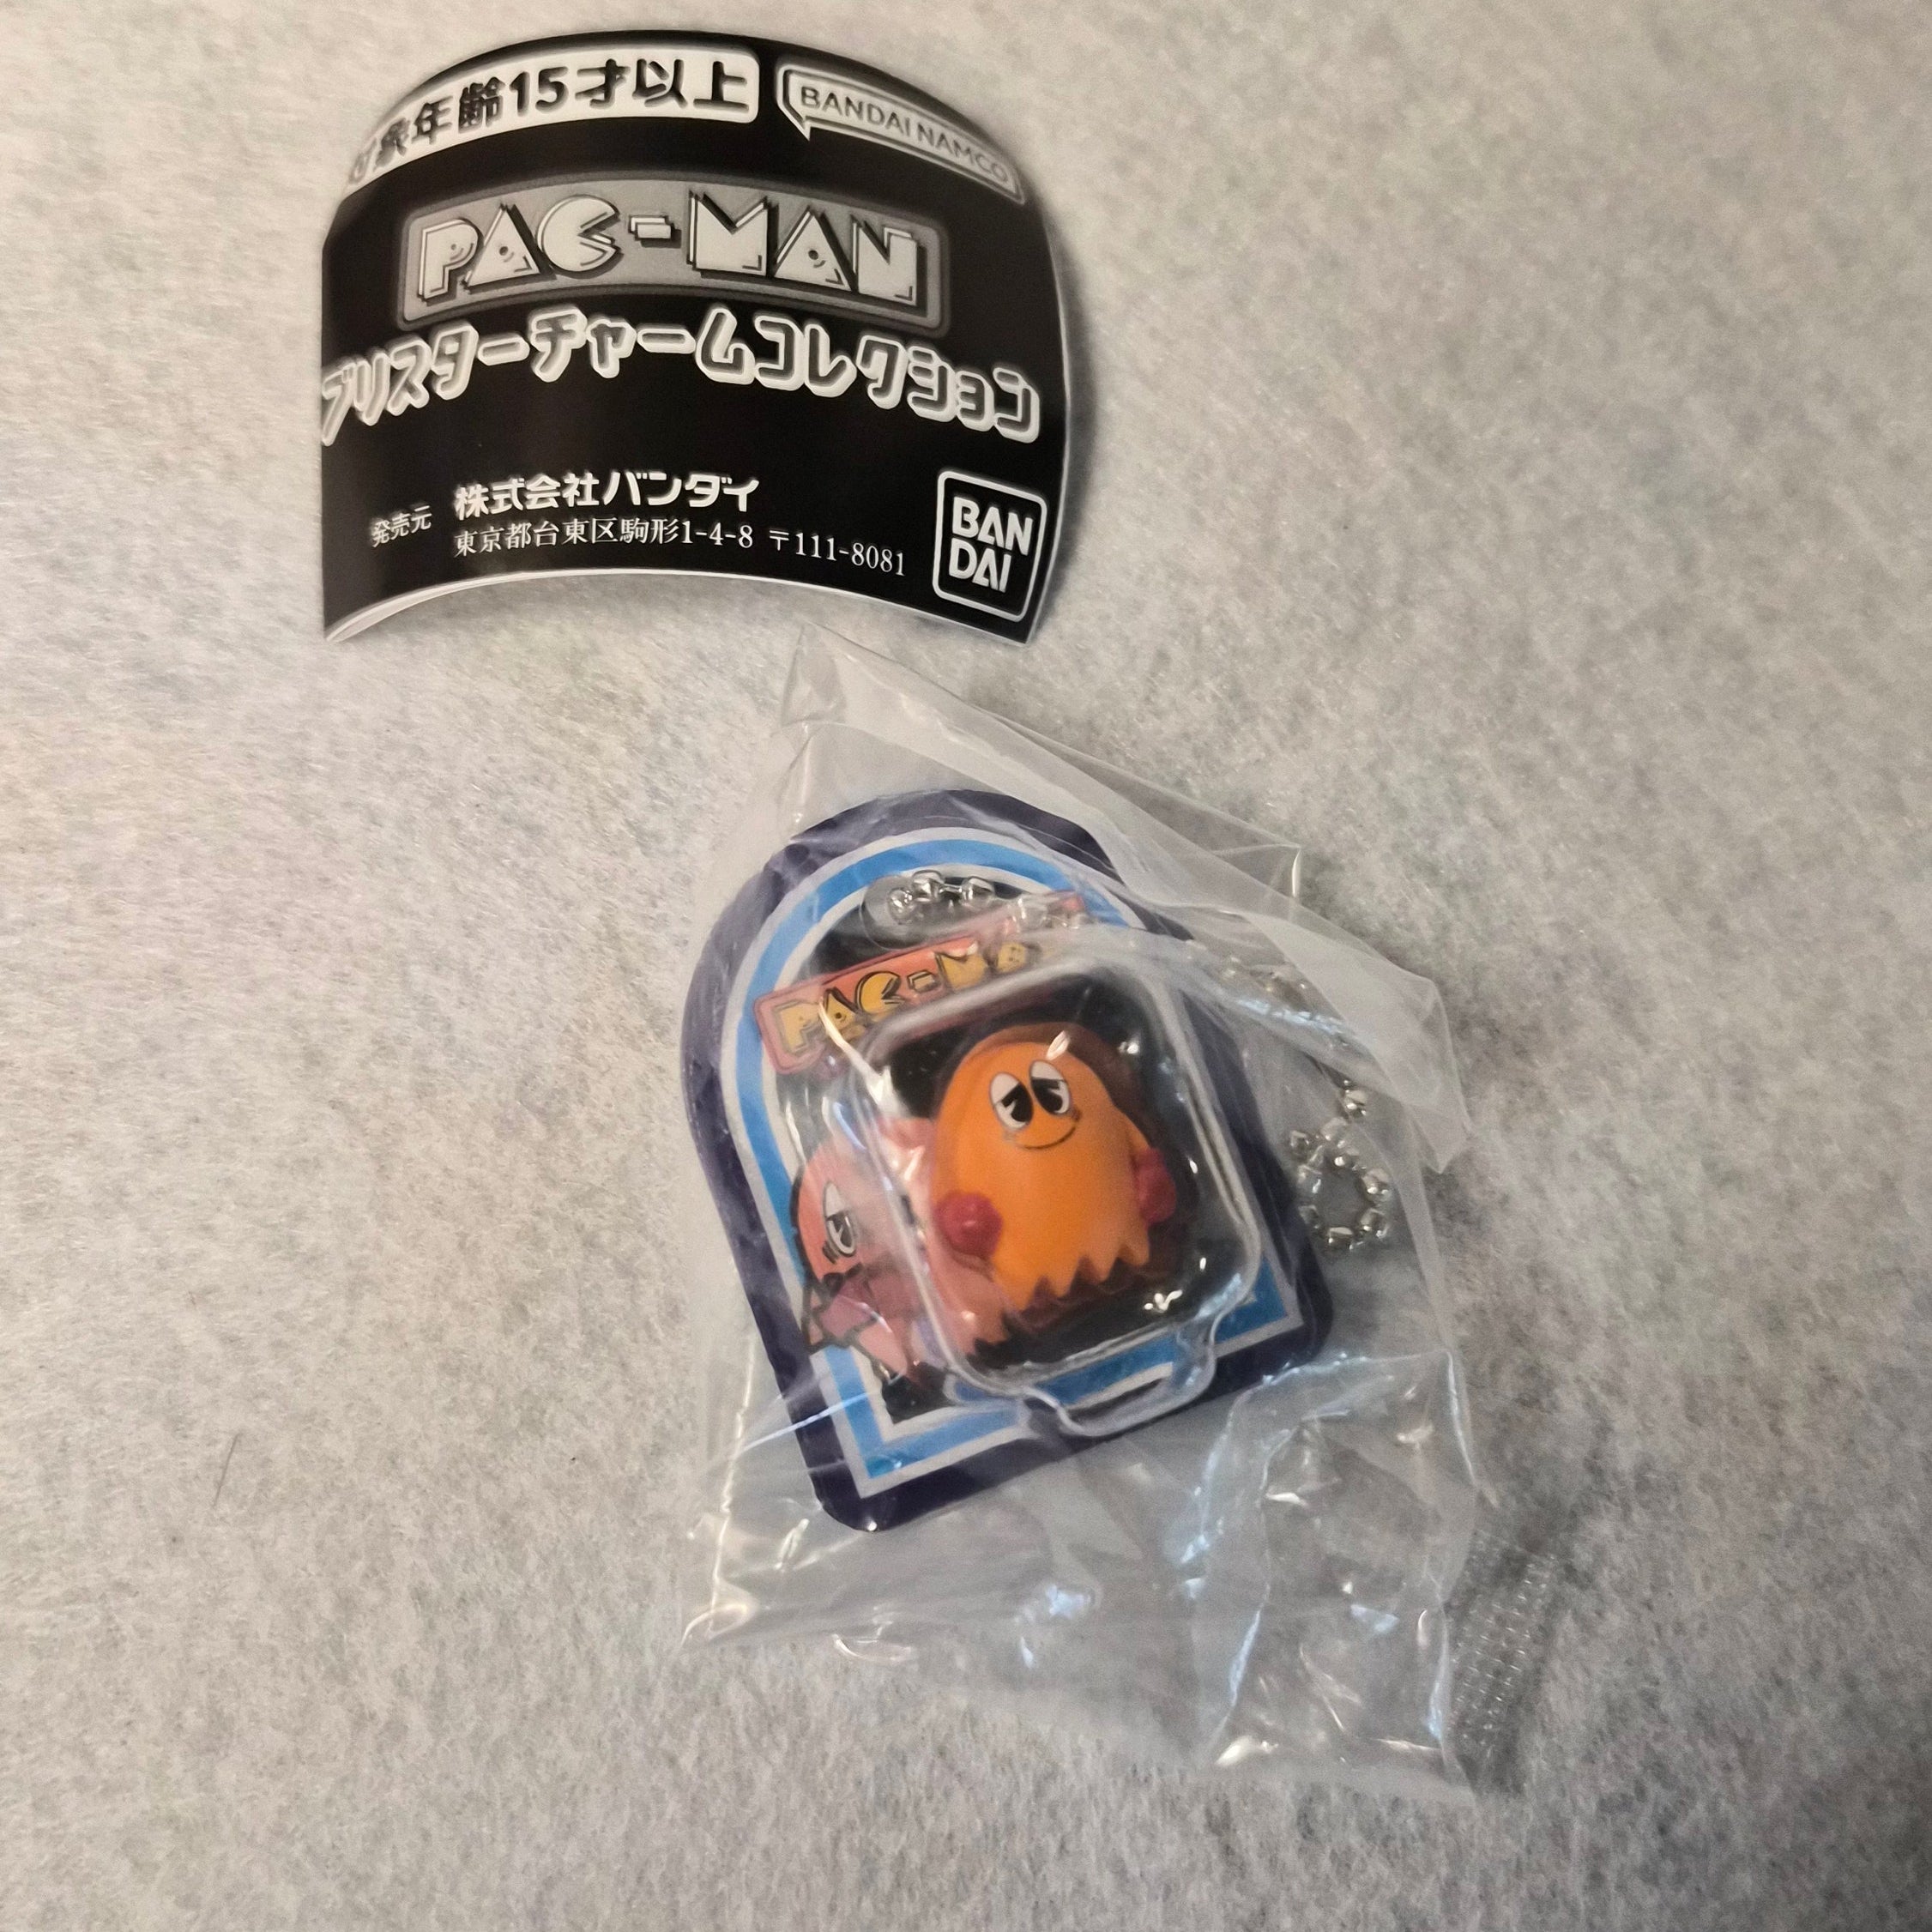 対象年齢15才以上
BANDAI NAMCO
PAC-MAN
ブリスターチャームコレクション
発売元 株式会社バンダイ
東京都台東区駒形1-4-8 〒111-8081
BAN
DAI
PAC-MA